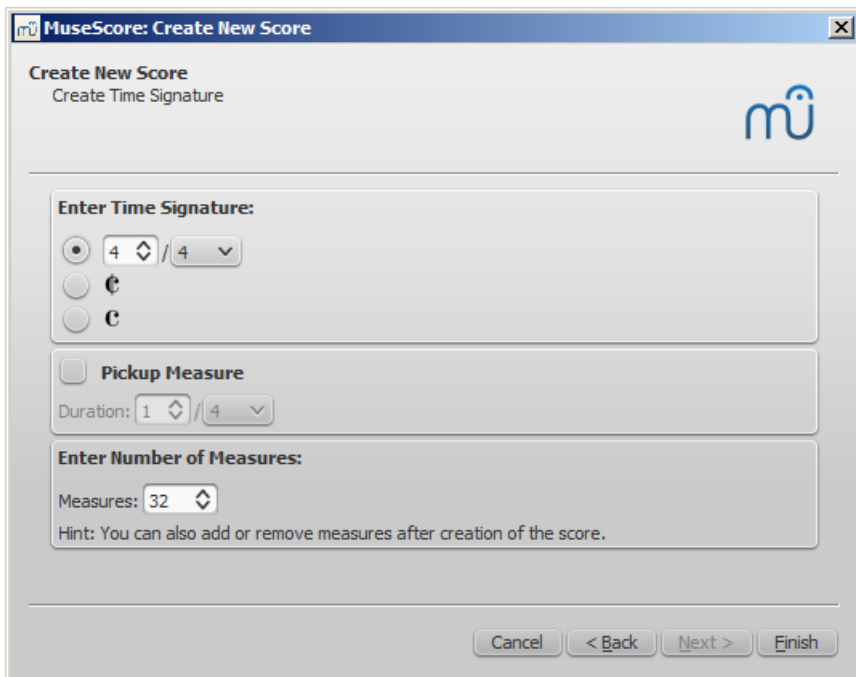 MuseScore: Create New Score
Create New Score
Create Time Signature
Enter Time Signature:
4 / 4
¢
C
Pickup Measure
Duration: 1 / 4
Enter Number of Measures:
Measures: 32
Hint: You can also add or remove measures after creation of the score.
Cancel < Back Next > Finish